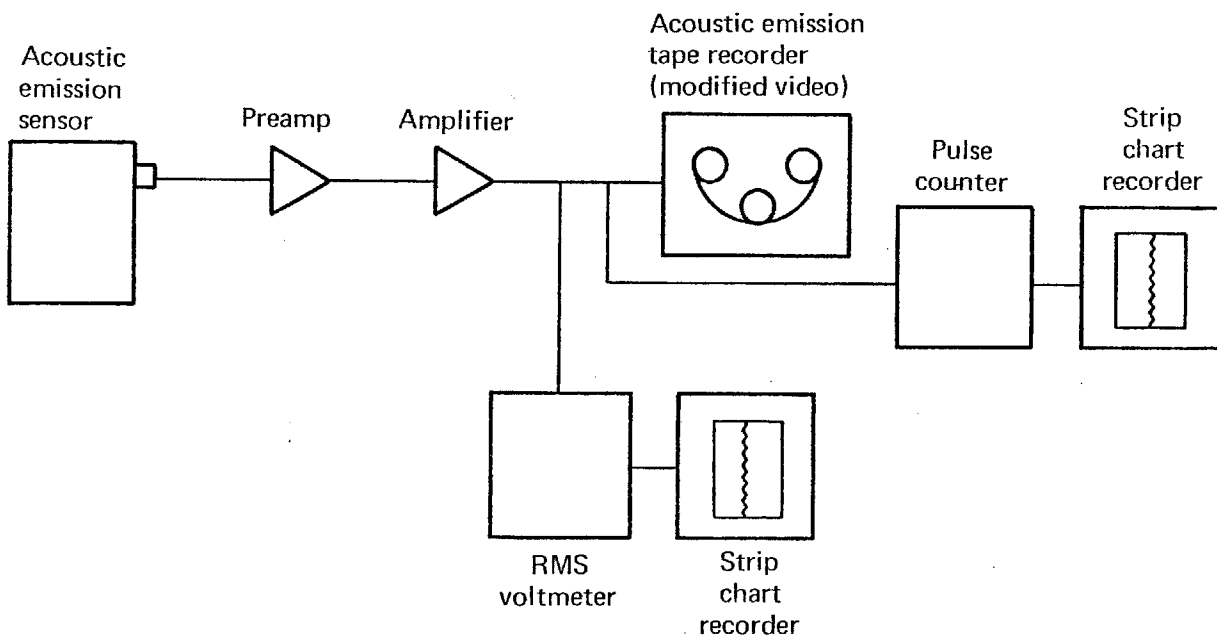 Acoustic
emission
sensor
Preamp
Amplifier
Acoustic emission
tape recorder
(modified video)
Pulse
counter
Strip
chart
recorder
RMS
voltmeter
Strip
chart
recorder